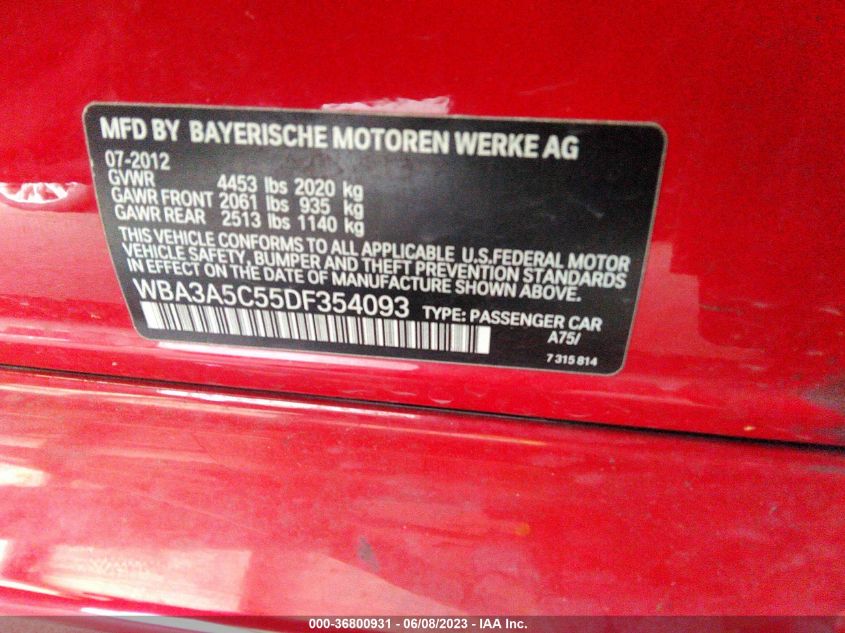 MFD BY BAYERISCHE MOTOREN WERKE AG
07-2012
GVWR 4453 lbs 2020 kg
GAWR FRONT 2061 lbs 935 kg
GAWR REAR 2513 lbs 1140 kg
THIS VEHICLE CONFORMS TO ALL APPLICABLE U.S.FEDERAL MOTOR
VEHICLE SAFETY, BUMPER AND THEFT PREVENTION STANDARDS
IN EFFECT ON THE DATE OF MANUFACTURE SHOWN ABOVE.
WBA3A5C55DF354093 TYPE: PASSENGER CAR
A75/
7 315 814
000-36800931 - 06/08/2023 - IAA Inc.